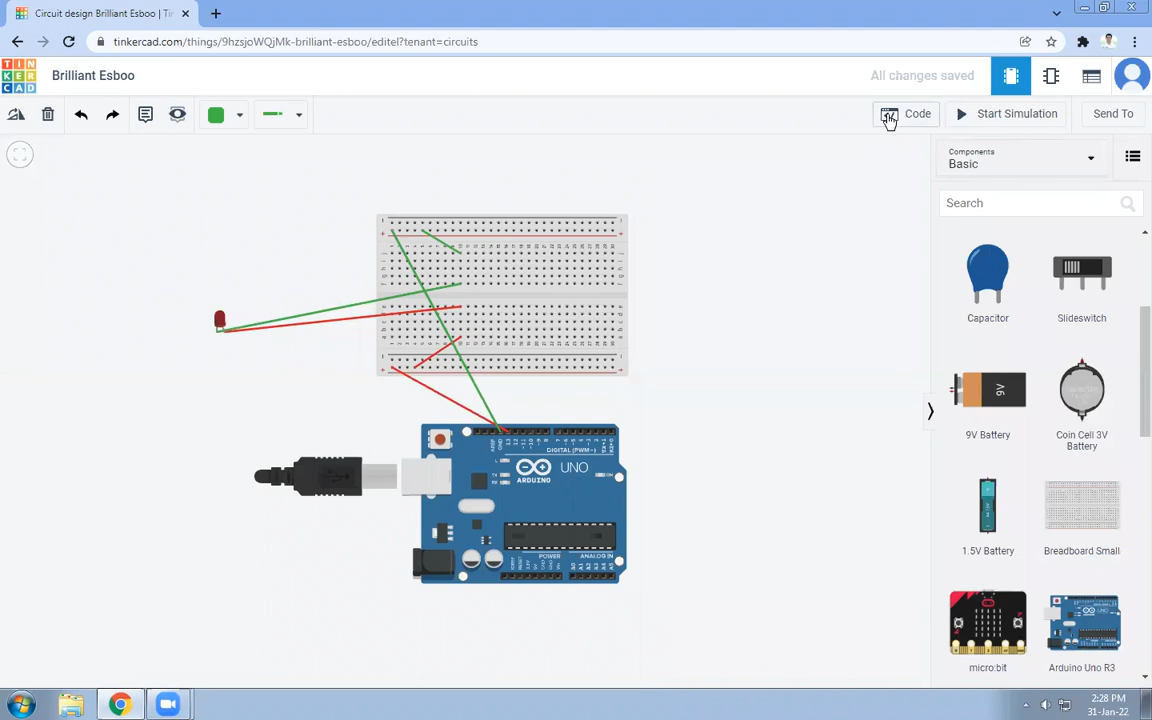 Circuit design Brilliant Esboo | Ti
tinkercad.com/things/9hzsjoWQjMk-brilliant-esboo/editel?tenant=circuits
TIN
KER
CAD
Brilliant Esboo
All changes saved
Code
Start Simulation
Send To
Components
Basic
Search
Capacitor
Slideswitch
9V
9V Battery
Coin Cell 3V
Battery
1.5V Battery
Breadboard Small
micro:bit
Arduino Uno R3
DIGITAL (PWM~)
UNO
ARDUINO
POWER
ANALOG IN
2:28 PM
31-Jan-22